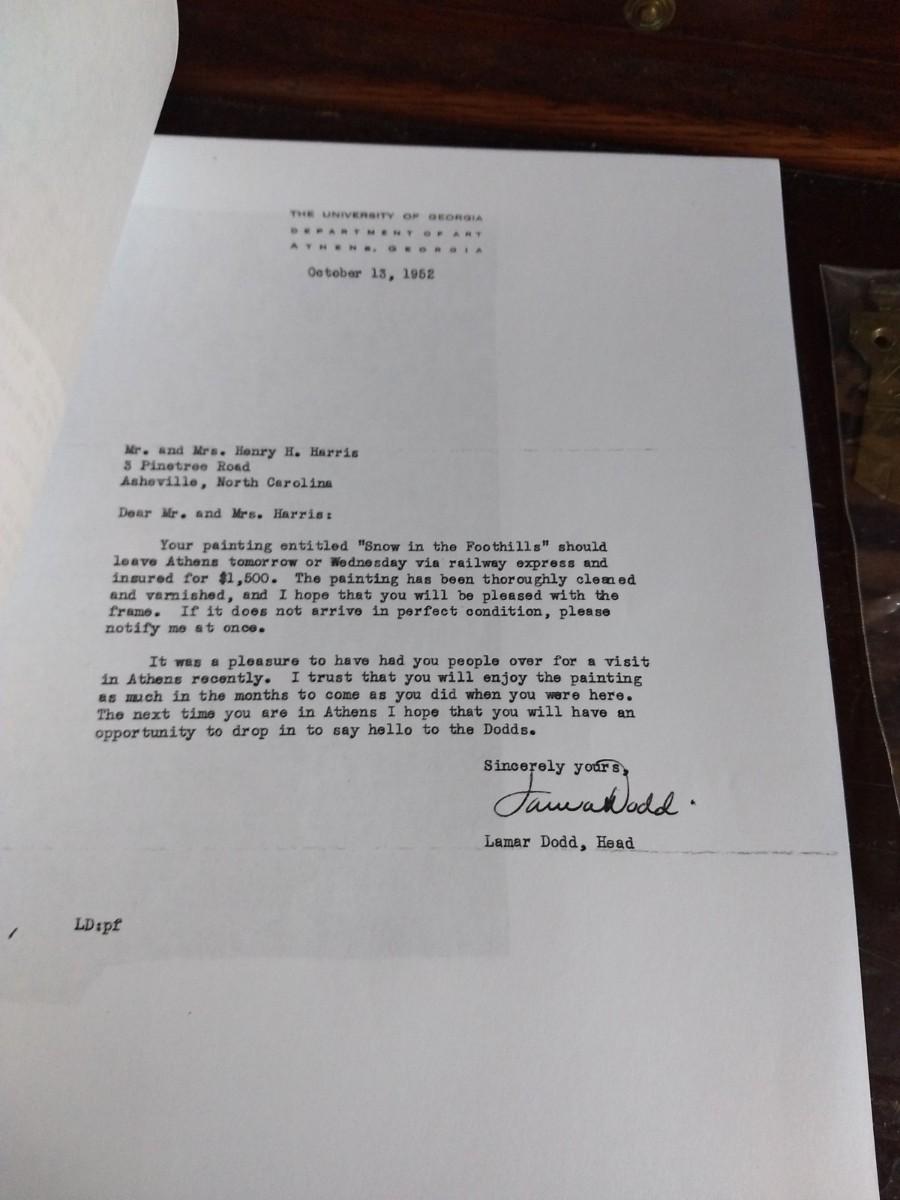 THE UNIVERSITY OF GEORGIA
DEPARTMENT OF ART
ATHENS, GEORGIA
October 13, 1952
Mr. and Mrs. Henry H. Harris
3 Pinetree Road
Asheville, North Carolina
Dear Mr. and Mrs. Harris:
Your painting entitled "Snow in the Foothills" should
leave Athens tomorrow or Wednesday via railway express and
insured for $1,500. The painting has been thoroughly cleaned
and varnished, and I hope that you will be pleased with the
frame. If it does not arrive in perfect condition, please
notify me at once.
It was a pleasure to have had you people over for a visit
in Athens recently. I trust that you will enjoy the painting
as much in the months to come as you did when you were here.
The next time you are in Athens I hope that you will have an
opportunity to drop in to say hello to the Dodds.
Sincerely yours,
Lamar Dodd
Lamar Dodd, Head
LD:pf